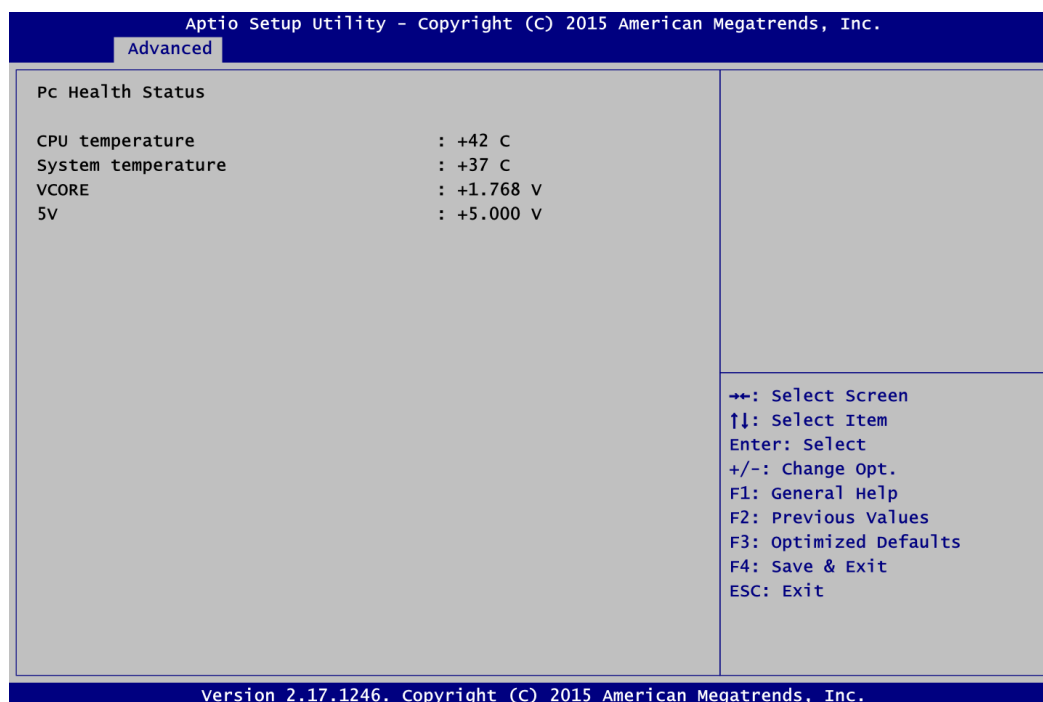 Aptio Setup Utility - Copyright (C) 2015 American Megatrends, Inc.
Advanced
Pc Health Status
CPU temperature : +42 C
System temperature : +37 C
VCORE : +1.768 V
5V : +5.000 V
→←: Select Screen
↑↓: Select Item
Enter: Select
+/-: Change Opt.
F1: General Help
F2: Previous Values
F3: Optimized Defaults
F4: Save & Exit
ESC: Exit
Version 2.17.1246. Copyright (C) 2015 American Megatrends, Inc.